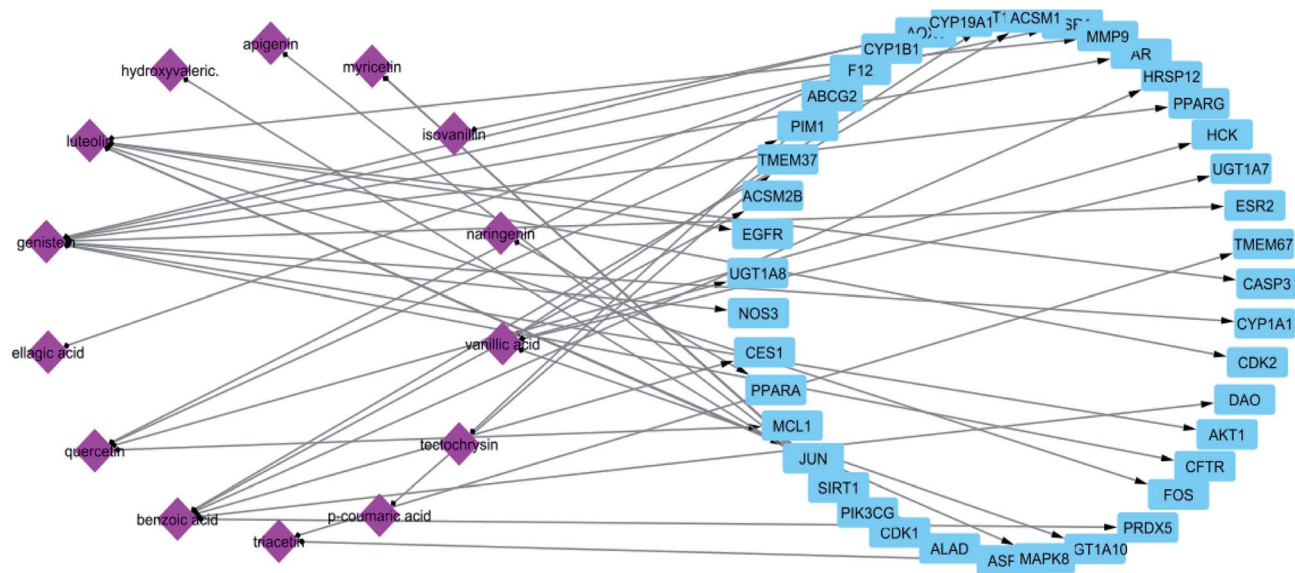 apigenin
hydroxyvaleric.
myricetin
luteolin
isovanillin
genistein
naringenin
ellagic acid
vanillic acid
quercetin
tectochrysin
benzoic acid
p-coumaric acid
triacetin
CYP19A1
ACSM1
MMP9
CYP1B1
AR
F12
HRSP12
ABCG2
PPARG
PIM1
HCK
TMEM37
UGT1A7
ACSM2B
ESR2
EGFR
TMEM67
UGT1A8
CASP3
NOS3
CYP1A1
CES1
CDK2
PPARA
DAO
MCL1
AKT1
JUN
CFTR
SIRT1
FOS
PIK3CG
PRDX5
CDK1
ALAD
MAPK8
GT1A10